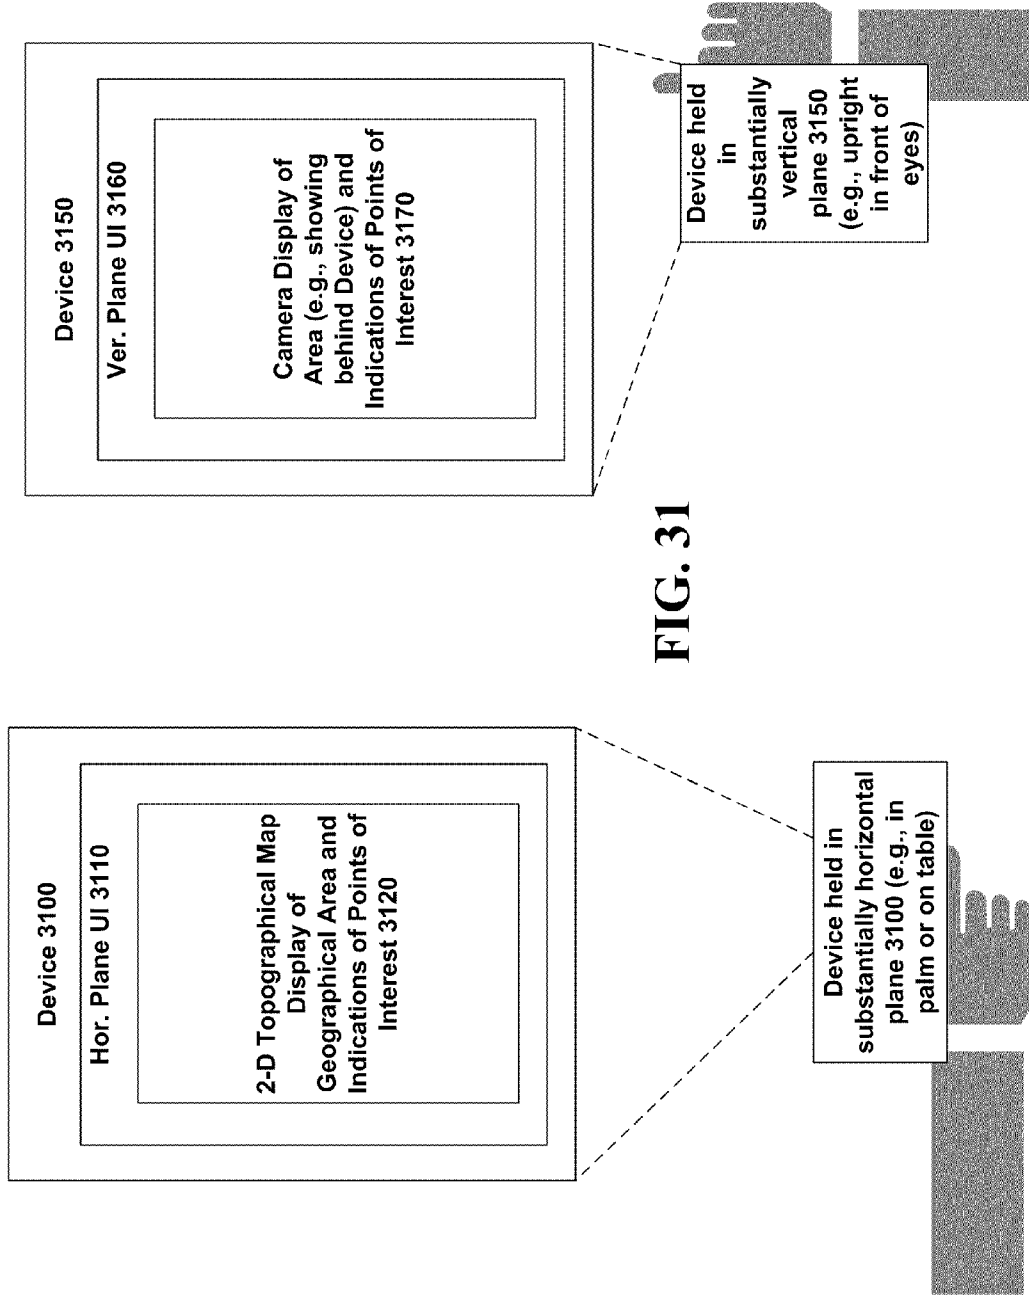 Device 3100
Hor. Plane UI 3110
2-D Topographical Map
Display of
Geographical Area and
Indications of Points of
Interest 3120
Device held in
substantially horizontal
plane 3100 (e.g., in
palm or on table)
Device 3150
Ver. Plane UI 3160
Camera Display of
Area (e.g., showing
behind Device) and
Indications of Points of
Interest 3170
Device held
in
substantially
vertical
plane 3150
(e.g., upright
in front of
eyes)
FIG. 31